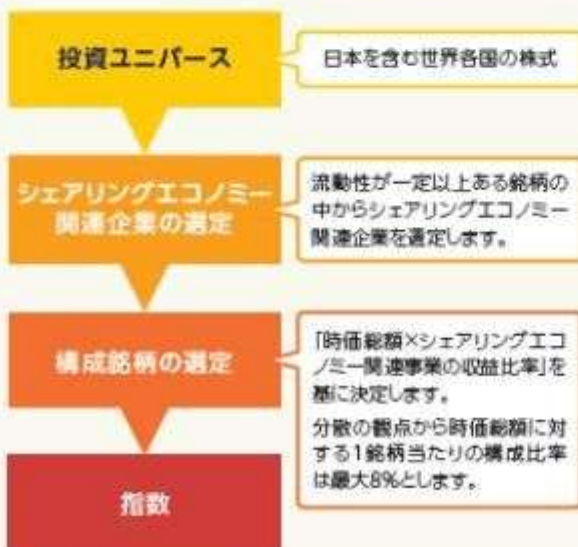 投資ユニバース
日本を含む世界各国の株式
シェアリングエコノミー
関連企業の選定
流動性が一定以上ある銘柄の
中からシェアリングエコノミー
関連企業を選定します。
構成銘柄の選定
「時価総額×シェアリングエコ
ノミー関連事業の収益比率」を
基に決定します。
分散の観点から時価総額に対
する1銘柄当たりの構成比率
は最大8%とします。
指数